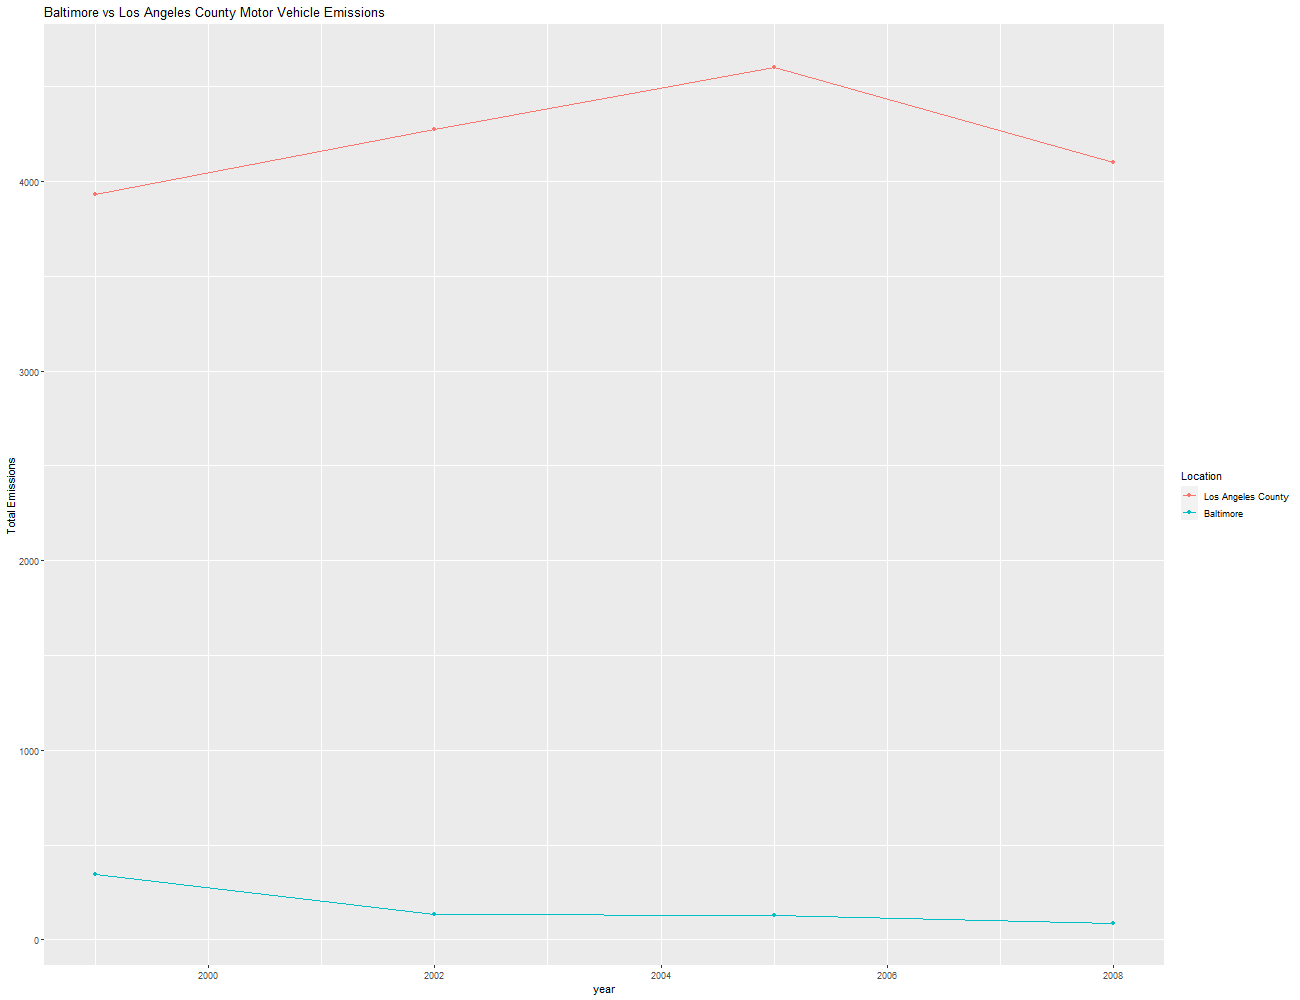 Baltimore vs Los Angeles County Motor Vehicle Emissions
Total Emissions
4000
3000
2000
1000
0
2000
2002
2004
2006
2008
year
Location
Los Angeles County
Baltimore